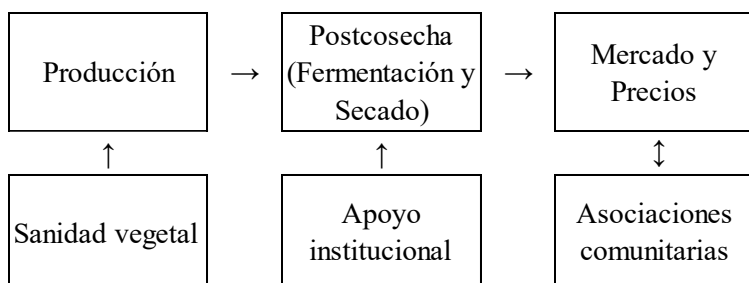 Producción
→
Postcosecha
(Fermentación y
Secado)
→
Mercado y
Precios
↑
↑
↕
Sanidad vegetal
Apoyo
institucional
Asociaciones
comunitarias